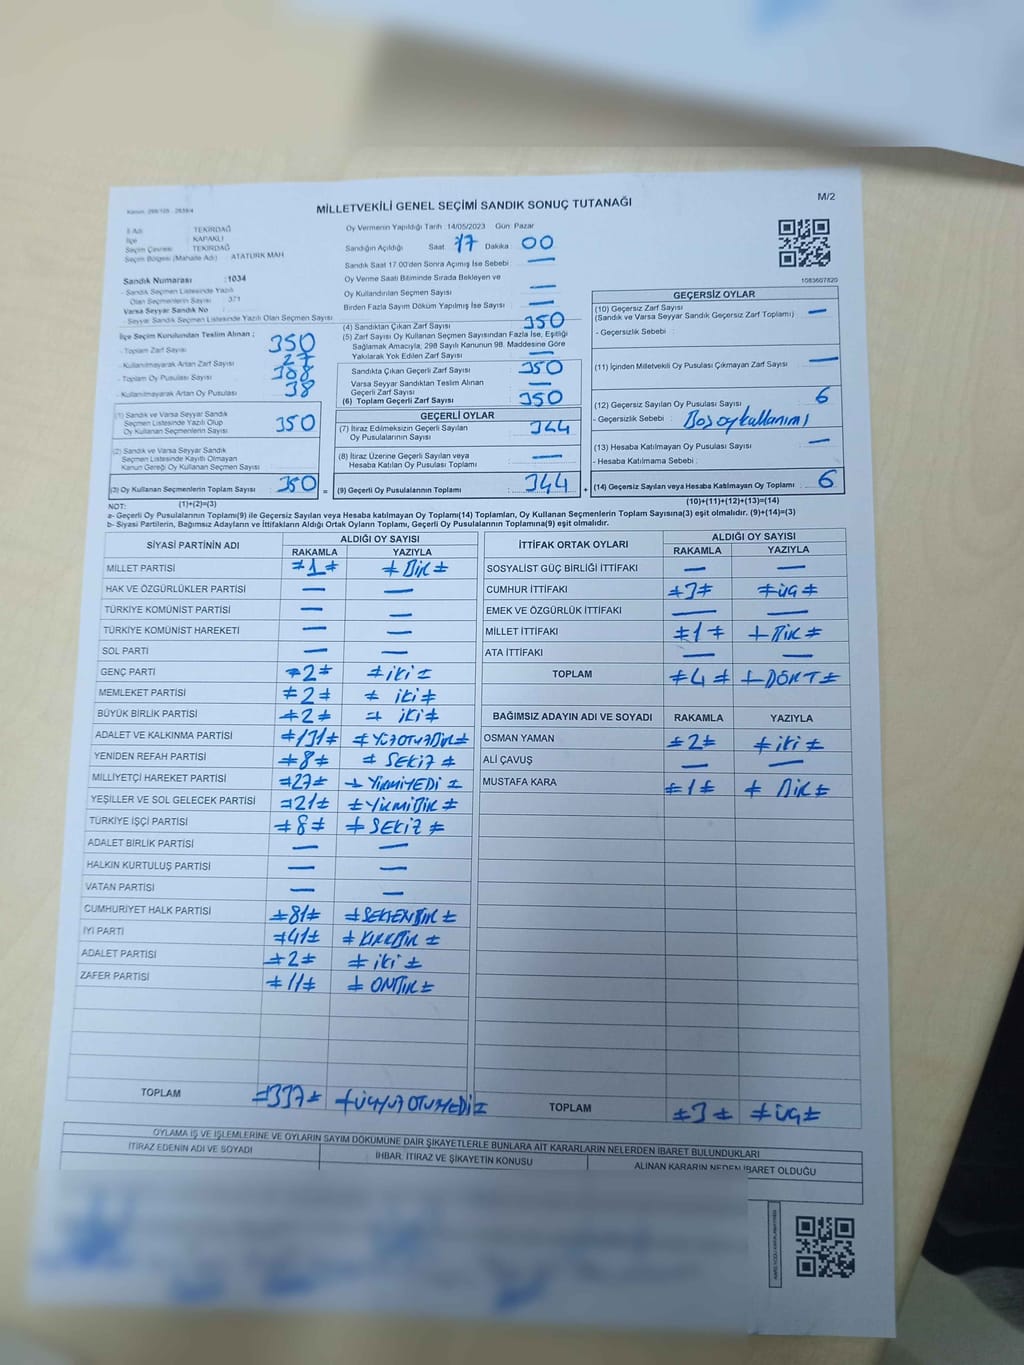 Kanun: 298/105 - 2839/4
MİLLETVEKİLİ GENEL SEÇİMİ SANDIK SONUÇ TUTANAĞI
M/2
İl Adı : TEKİRDAĞ
İlçe : KAPAKLI
Seçim Çevresi : TEKİRDAĞ
Seçim Bölgesi (Mahalle Adı) : ATATÜRK MAH
Sandık Numarası :1034
- Sandık Seçmen Listesinde Yazılı
Olan Seçmenlerin Sayısı : 371
Varsa Seyyar Sandık No :
- Seyyar Sandık Seçmen Listesinde Yazılı Olan Seçmen Sayısı :
İlçe Seçim Kurulundan Teslim Alınan ;
- Toplam Zarf Sayısı 350
- Kullanılmayarak Artan Zarf Sayısı 27
- Toplam Oy Pusulası Sayısı
- Kullanılmayarak Artan Oy Pusulası 38
(1) Sandık ve Varsa Seyyar Sandık
Seçmen Listesinde Yazılı Olup
Oy Kullanan Seçmenlerin Sayısı : 350
(2) Sandık ve Varsa Seyyar Sandık
Seçmen Listesinde Kayıtlı Olmayan
Kanun Gereği Oy Kullanan Seçmen Sayısı :
(3) Oy Kullanan Seçmenlerin Toplam Sayısı : 350 =
(1)+(2)=(3)
Oy Vermenin Yapıldığı Tarih :14/05/2023 Gün: Pazar
Sandığın Açıldığı Saat 17 Dakika 00
Sandık Saat 17.00'den Sonra Açılmış İse Sebebi : —
Oy Verme Saati Bitiminde Sırada Bekleyen ve
Oy Kullandırılan Seçmen Sayısı : —
Birden Fazla Sayım Döküm Yapılmış İse Sayısı : —
(4) Sandıktan Çıkan Zarf Sayısı : 350
(5) Zarf Sayısı Oy Kullanan Seçmen Sayısından Fazla İse, Eşitliği
Sağlamak Amacıyla, 298 Sayılı Kanunun 98. Maddesine Göre
Yakılarak Yok Edilen Zarf Sayısı : —
Sandıkta Çıkan Geçerli Zarf Sayısı : 350
Varsa Seyyar Sandıktan Teslim Alınan
Geçerli Zarf Sayısı : —
(6) Toplam Geçerli Zarf Sayısı : 350
GEÇERLİ OYLAR
(7) İtiraz Edilmeksizin Geçerli Sayılan
Oy Pusulalarının Sayısı : 344
(8) İtiraz Üzerine Geçerli Sayılan veya
Hesaba Katılan Oy Pusulası Toplamı : —
(9) Geçerli Oy Pusulalarının Toplamı : 344 +
1083607820
GEÇERSİZ OYLAR
(10) Geçersiz Zarf Sayısı :
(Sandık ve Varsa Seyyar Sandık Geçersiz Zarf Toplamı) —
- Geçersizlik Sebebi :
(11) İçinden Milletvekili Oy Pusulası Çıkmayan Zarf Sayısı : —
(12) Geçersiz Sayılan Oy Pusulası Sayısı : 6
- Geçersizlik Sebebi : Boş oy kullanımı
(13) Hesaba Katılmayan Oy Pusulası Sayısı : —
- Hesaba Katılmama Sebebi :
(14) Geçersiz Sayılan veya Hesaba Katılmayan Oy Toplamı : 6
(10)+(11)+(12)+(13)=(14)
NOT:
a- Geçerli Oy Pusulalarının Toplamı(9) ile Geçersiz Sayılan veya Hesaba katılmayan Oy Toplamı(14) Toplamları, Oy Kullanan Seçmenlerin Toplam Sayısına(3) eşit olmalıdır. (9)+(14)=(3)
b- Siyasi Partilerin, Bağımsız Adayların ve İttifakların Aldığı Ortak Oyların Toplamı, Geçerli Oy Pusulalarının Toplamına(9) eşit olmalıdır.
SİYASİ PARTİNİN ADI ALDIĞI OY SAYISI
RAKAMLA YAZIYLA
MİLLET PARTİSİ ≠1≠ ≠BİR≠
HAK VE ÖZGÜRLÜKLER PARTİSİ — —
TÜRKİYE KOMÜNİST PARTİSİ — —
TÜRKİYE KOMÜNİST HAREKETİ — —
SOL PARTİ — —
GENÇ PARTİ ≠2≠ ≠iki≠
MEMLEKET PARTİSİ ≠2≠ ≠iki≠
BÜYÜK BİRLİK PARTİSİ ≠2≠ ≠iki≠
ADALET VE KALKINMA PARTİSİ ≠131≠ ≠YÜZOTUZBİR≠
YENİDEN REFAH PARTİSİ ≠8≠ ≠SEKİZ≠
MİLLİYETÇİ HAREKET PARTİSİ ≠27≠ ≠YİRMİYEDİ≠
YEŞİLLER VE SOL GELECEK PARTİSİ ≠21≠ ≠YİRMİBİR≠
TÜRKİYE İŞÇİ PARTİSİ ≠8≠ ≠SEKİZ≠
ADALET BİRLİK PARTİSİ — —
HALKIN KURTULUŞ PARTİSİ — —
VATAN PARTİSİ — —
CUMHURİYET HALK PARTİSİ ≠81≠ ≠SEKSENBİR≠
İYİ PARTİ ≠41≠ ≠KIRKBİR≠
ADALET PARTİSİ ≠2≠ ≠iki≠
ZAFER PARTİSİ ≠11≠ ≠ONBİR≠
TOPLAM ≠337≠
İTTİFAK ORTAK OYLARI ALDIĞI OY SAYISI
RAKAMLA YAZIYLA
SOSYALİST GÜÇ BİRLİĞİ İTTİFAKI — —
CUMHUR İTTİFAKI ≠3≠ ≠üç≠
EMEK VE ÖZGÜRLÜK İTTİFAKI — —
MİLLET İTTİFAKI ≠1≠ ≠BİR≠
ATA İTTİFAKI — —
TOPLAM ≠4≠ ≠DÖRT≠
BAĞIMSIZ ADAYIN ADI VE SOYADI RAKAMLA YAZIYLA
OSMAN YAMAN ≠2≠ ≠iki≠
ALİ ÇAVUŞ — —
MUSTAFA KARA ≠1≠ ≠BİR≠
TOPLAM ≠3≠ ≠üç≠
OYLAMA İŞ VE İŞLEMLERİNE VE OYLARIN SAYIM DÖKÜMÜNE DAİR ŞİKAYETLERLE BUNLARA AİT KARARLARIN NELERDEN İBARET BULUNDUKLARI
İTİRAZ EDENİN ADI VE SOYADI İHBAR, İTİRAZ VE ŞİKAYETİN KONUSU ALINAN KARARIN NEDEN İBARET OLDUĞU